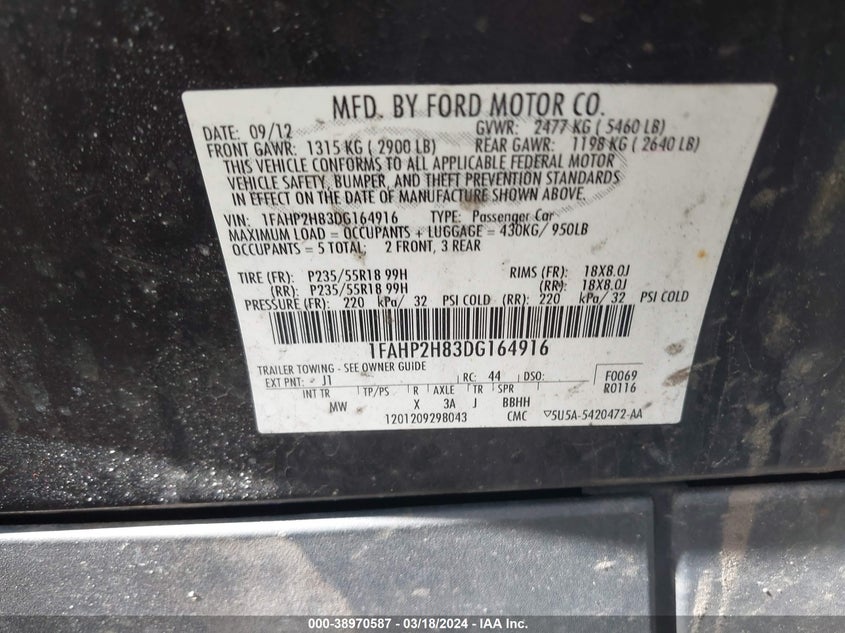 MFD. BY FORD MOTOR CO.
DATE: 09/12 GVWR: 2477 KG ( 5460 LB)
FRONT GAWR: 1315 KG ( 2900 LB) REAR GAWR: 1198 KG ( 2640 LB)
THIS VEHICLE CONFORMS TO ALL APPLICABLE FEDERAL MOTOR
VEHICLE SAFETY, BUMPER, AND THEFT PREVENTION STANDARDS
IN EFFECT ON THE DATE OF MANUFACTURE SHOWN ABOVE.
VIN: 1FAHP2H83DG164916 TYPE: Passenger Car
MAXIMUM LOAD = OCCUPANTS + LUGGAGE = 430KG/ 950LB
OCCUPANTS = 5 TOTAL: 2 FRONT, 3 REAR
TIRE (FR): P235/55R18 99H RIMS (FR): 18X8.0J
(RR): P235/55R18 99H (RR): 18X8.0J
PRESSURE (FR): 220 kPa/ 32 PSI COLD (RR): 220 kPa/ 32 PSI COLD
1FAHP2H83DG164916
TRAILER TOWING - SEE OWNER GUIDE
EXT PNT: J1 RC: 44 DSO: F0069
INT TR TP/PS R AXLE TR SPR R0116
MW X 3A J BBHH
1201209298043 CMC ▽5U5A-5420472-AA
000-38970587 - 03/18/2024 - IAA Inc.